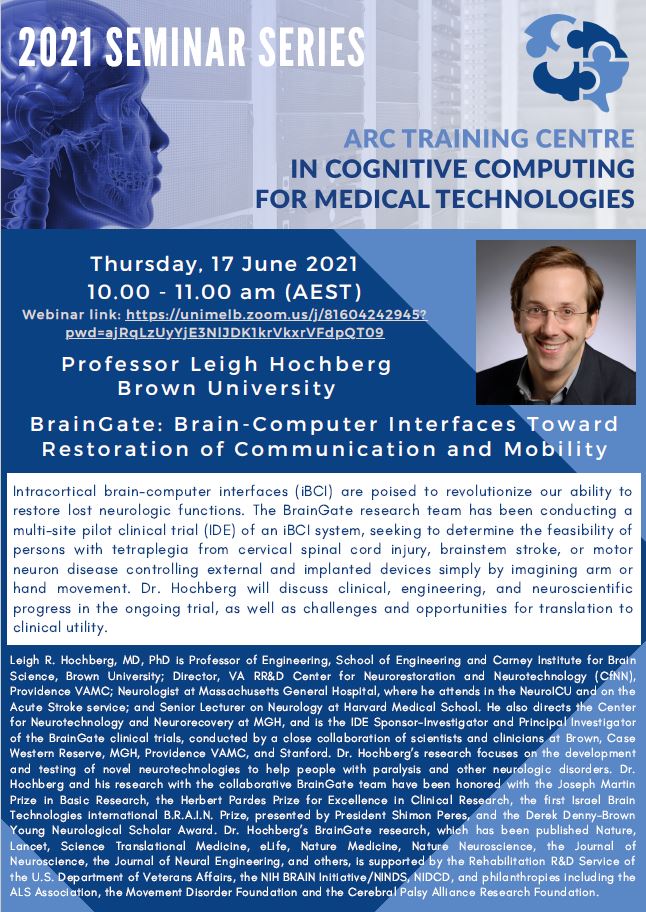 2021 SEMINAR SERIES
ARC TRAINING CENTRE
IN COGNITIVE COMPUTING
FOR MEDICAL TECHNOLOGIES
Thursday, 17 June 2021
10.00 - 11.00 am (AEST)
Webinar link: https://unimelb.zoom.us/j/81604242945?
pwd=ajRqLzUyYjE3NlJDK1krVkxrVFdpQT09
Professor Leigh Hochberg
Brown University
BrainGate: Brain-Computer Interfaces Toward
Restoration of Communication and Mobility
Intracortical brain-computer interfaces (iBCI) are poised to revolutionize our ability to
restore lost neurologic functions. The BrainGate research team has been conducting a
multi-site pilot clinical trial (IDE) of an iBCI system, seeking to determine the feasibility of
persons with tetraplegia from cervical spinal cord injury, brainstem stroke, or motor
neuron disease controlling external and implanted devices simply by imagining arm or
hand movement. Dr. Hochberg will discuss clinical, engineering, and neuroscientific
progress in the ongoing trial, as well as challenges and opportunities for translation to
clinical utility.
Leigh R. Hochberg, MD, PhD is Professor of Engineering, School of Engineering and Carney Institute for Brain
Science, Brown University; Director, VA RR&D Center for Neurorestoration and Neurotechnology (CfNN),
Providence VAMC; Neurologist at Massachusetts General Hospital, where he attends in the NeuroICU and on the
Acute Stroke service; and Senior Lecturer on Neurology at Harvard Medical School. He also directs the Center
for Neurotechnology and Neurorecovery at MGH, and is the IDE Sponsor-Investigator and Principal Investigator
of the BrainGate clinical trials, conducted by a close collaboration of scientists and clinicians at Brown, Case
Western Reserve, MGH, Providence VAMC, and Stanford. Dr. Hochberg's research focuses on the development
and testing of novel neurotechnologies to help people with paralysis and other neurologic disorders. Dr.
Hochberg and his research with the collaborative BrainGate team have been honored with the Joseph Martin
Prize in Basic Research, the Herbert Pardes Prize for Excellence in Clinical Research, the first Israel Brain
Technologies international B.R.A.I.N. Prize, presented by President Shimon Peres, and the Derek Denny-Brown
Young Neurological Scholar Award. Dr. Hochberg's BrainGate research, which has been published Nature,
Lancet, Science Translational Medicine, eLife, Nature Medicine, Nature Neuroscience, the Journal of
Neuroscience, the Journal of Neural Engineering, and others, is supported by the Rehabilitation R&D Service of
the U.S. Department of Veterans Affairs, the NIH BRAIN Initiative/NINDS, NIDCD, and philanthropies including the
ALS Association, the Movement Disorder Foundation and the Cerebral Palsy Alliance Research Foundation.